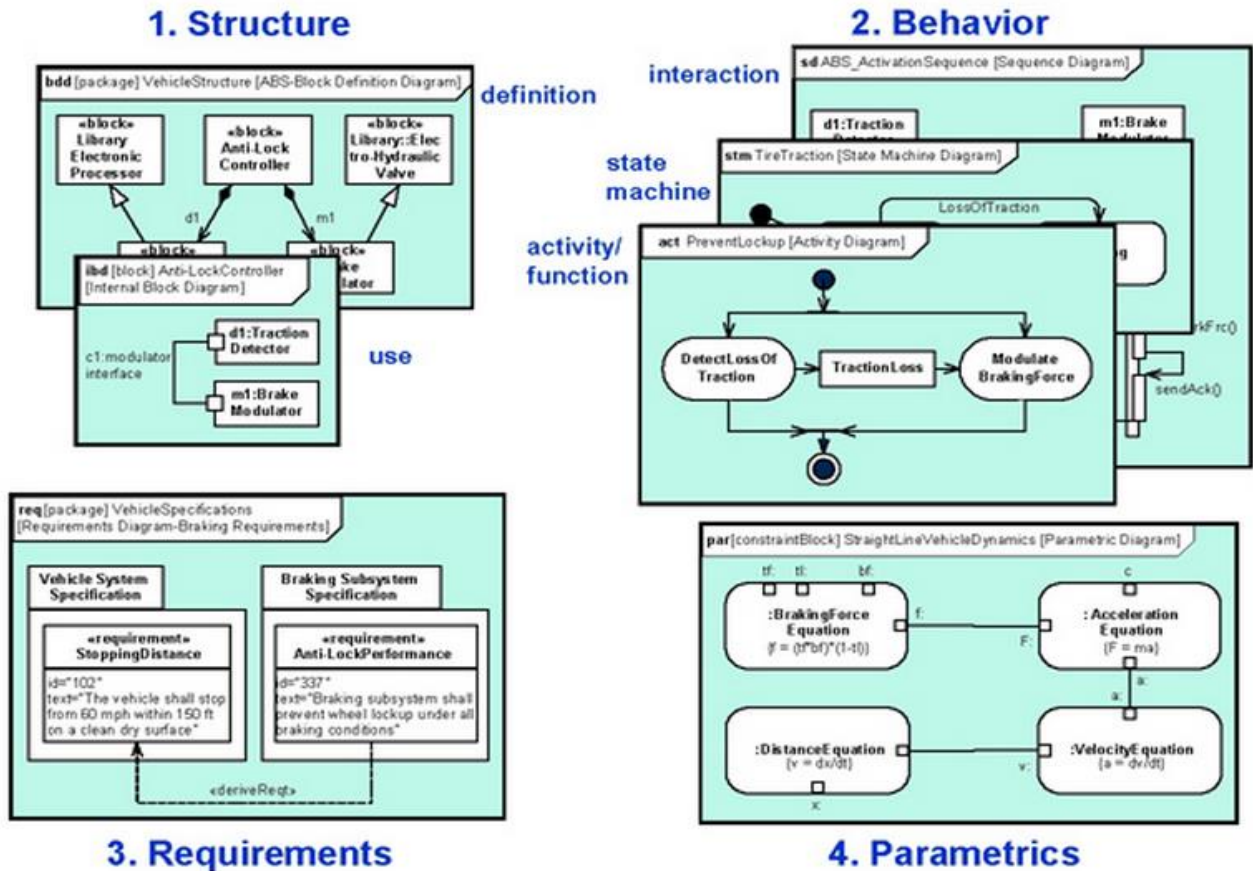 1. Structure
bdd [package] VehicleStructure [ABS-Block Definition Diagram]
definition
«block»
Library
Electronic
Processor
«block»
Anti-Lock
Controller
«block»
Library::Elec
tro-Hydraulic
Valve
d1
m1
«block»
«block»
ibd [block] Anti-LockController
[Internal Block Diagram]
use
c1:modulator
interface
d1:Traction
Detector
m1:Brake
Modulator
2. Behavior
interaction
sd ABS_ActivationSequence [Sequence Diagram]
d1:Traction
m1:Brake
state
machine
stm TireTraction [State Machine Diagram]
LossOfTraction
activity/
function
act PreventLockup [Activity Diagram]
DetectLossOf
Traction
TractionLoss
Modulate
BrakingForce
sendAck()
req [package] VehicleSpecifications
[Requirements Diagram-Braking Requirements]
Vehicle System
Specification
«requirement»
StoppingDistance
id="102"
text="The vehicle shall stop
from 60 mph within 150 ft
on a clean dry surface"
Braking Subsystem
Specification
«requirement»
Anti-LockPerformance
id="337"
text="Braking subsystem shall
prevent wheel lockup under all
braking conditions"
«deriveReqt»
3. Requirements
par [constraintBlock] StraightLineVehicleDynamics [Parametric Diagram]
tf: tl: bf:
:BrakingForce
Equation
{f = (tf*bf)*(1-tl)}
f:
c
F:
:Acceleration
Equation
{F = ma}
a:
a:
:DistanceEquation
{v = dx/dt}
x:
v:
:VelocityEquation
{a = dv/dt}
4. Parametrics